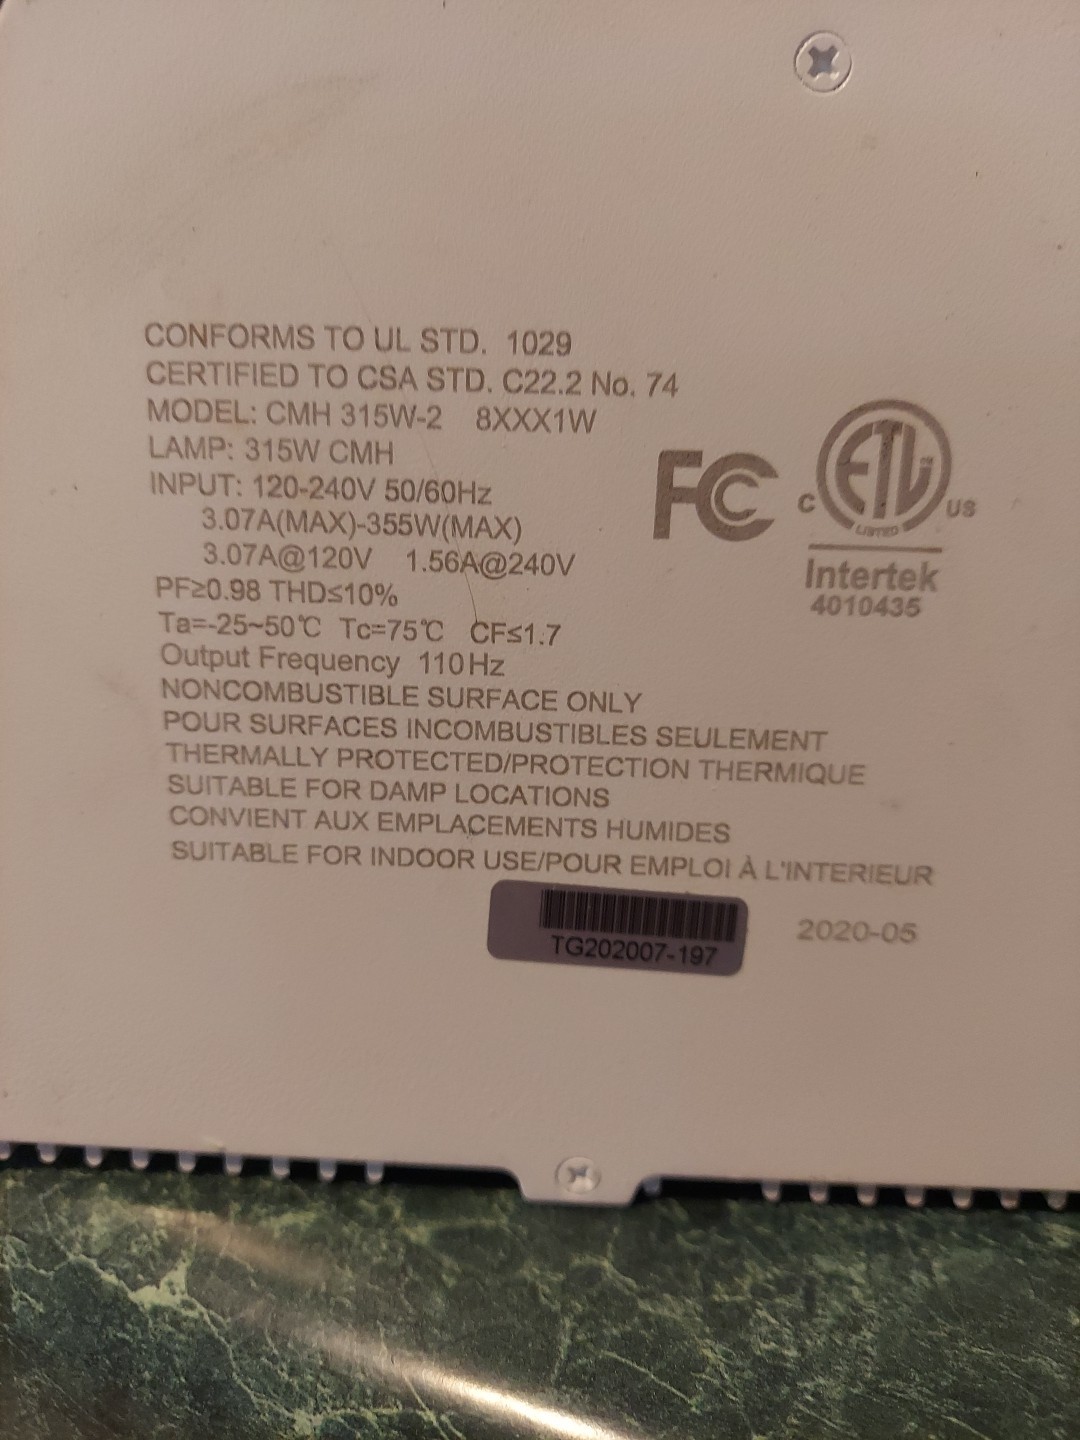 CONFORMS TO UL STD. 1029
CERTIFIED TO CSA STD. C22.2 No. 74
MODEL: CMH 315W-2 8XXX1W
LAMP: 315W CMH
INPUT: 120-240V 50/60Hz
3.07A(MAX)-355W(MAX)
3.07A@120V 1.56A@240V
PF≥0.98 THD≤10%
Ta=-25~50℃ Tc=75℃ CF≤1.7
Output Frequency 110Hz
NONCOMBUSTIBLE SURFACE ONLY
POUR SURFACES INCOMBUSTIBLES SEULEMENT
THERMALLY PROTECTED/PROTECTION THERMIQUE
SUITABLE FOR DAMP LOCATIONS
CONVIENT AUX EMPLACEMENTS HUMIDES
SUITABLE FOR INDOOR USE/POUR EMPLOI À L'INTERIEUR
FC
C ETL US
LISTED
Intertek
4010435
TG202007-197
2020-05